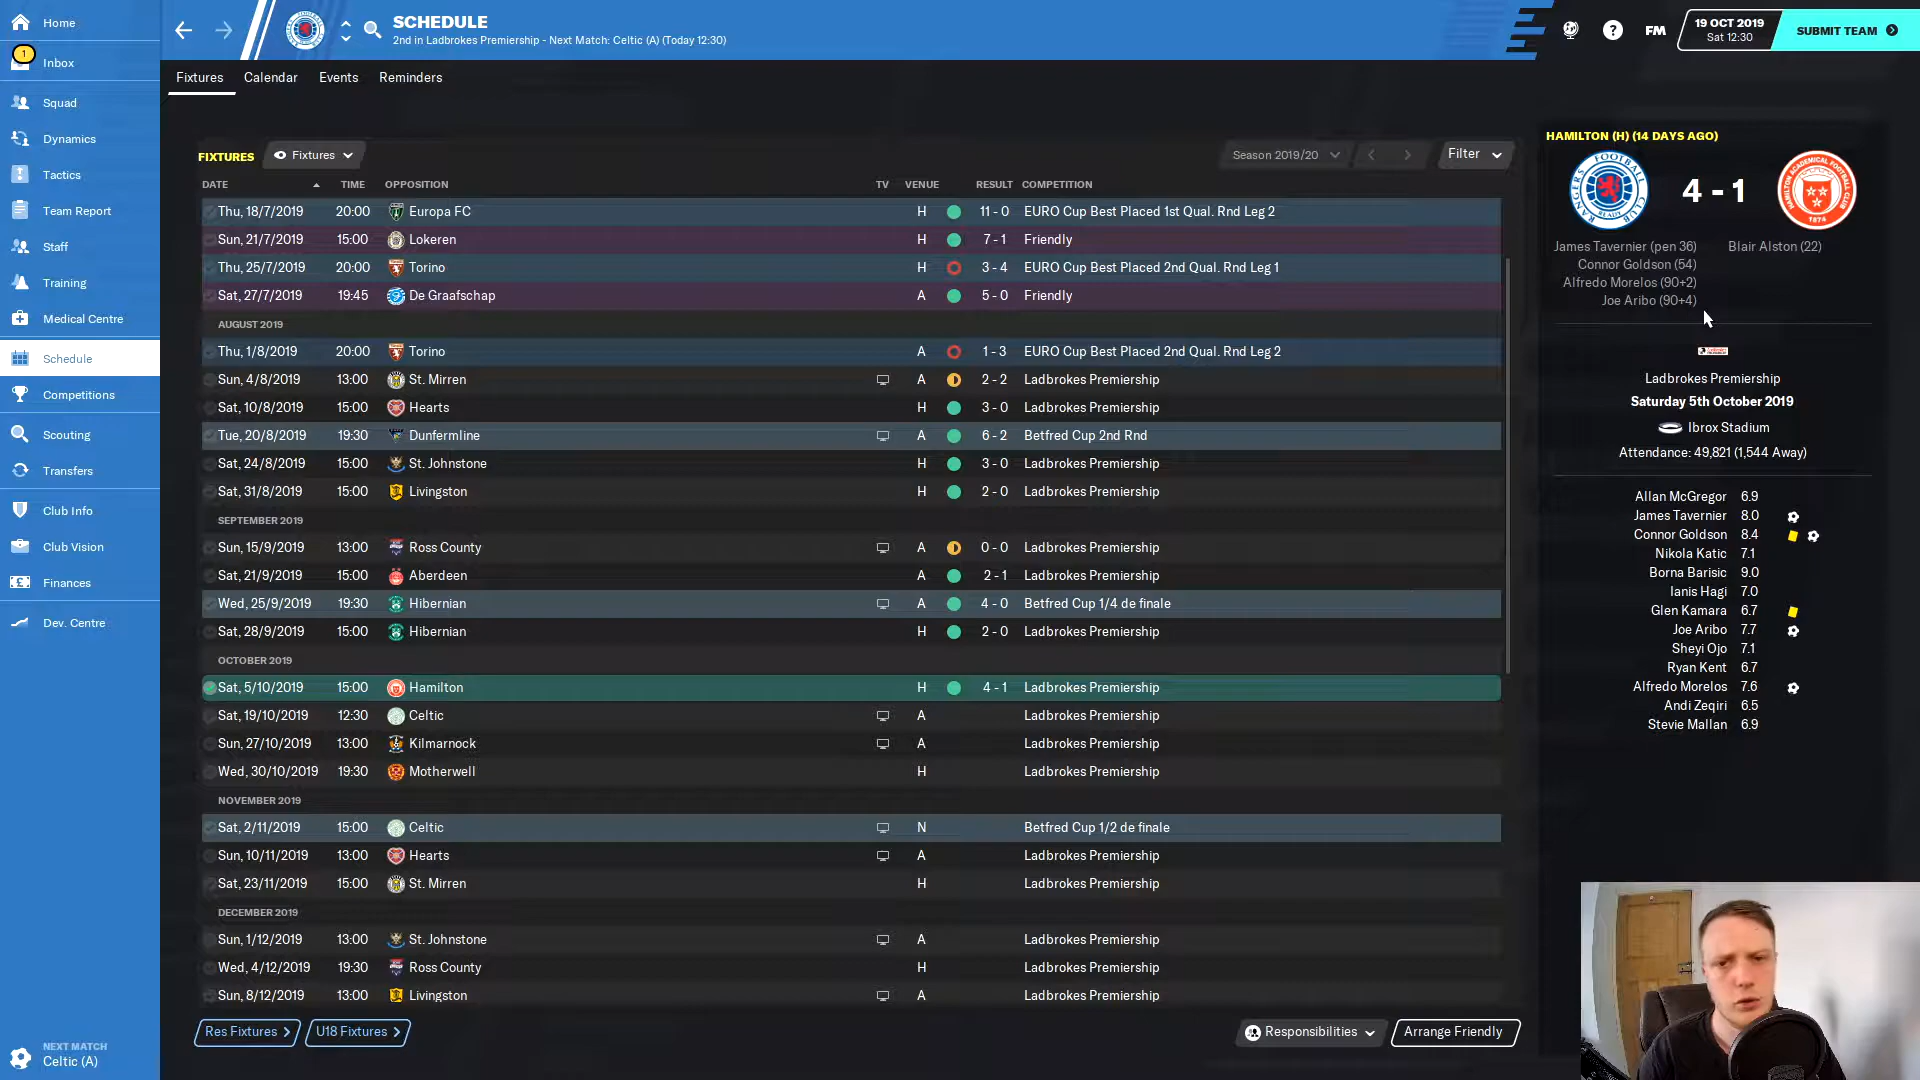 Home
1
Inbox
Squad
Dynamics
Tactics
Team Report
Staff
Training
Medical Centre
Schedule
Competitions
Scouting
Transfers
Club Info
Club Vision
Finances
Dev. Centre
NEXT MATCH
Celtic (A)
SCHEDULE
2nd in Ladbrokes Premiership - Next Match: Celtic (A) (Today 12:30)
?
FM
19 OCT 2019
Sat 12:30
SUBMIT TEAM
Fixtures Calendar Events Reminders
FIXTURES Fixtures Season 2019/20 Filter
DATE TIME OPPOSITION TV VENUE RESULT COMPETITION
Thu, 18/7/2019 20:00 Europa FC H 11 - 0 EURO Cup Best Placed 1st Qual. Rnd Leg 2
Sun, 21/7/2019 15:00 Lokeren H 7 - 1 Friendly
Thu, 25/7/2019 20:00 Torino H 3 - 4 EURO Cup Best Placed 2nd Qual. Rnd Leg 1
Sat, 27/7/2019 19:45 De Graafschap A 5 - 0 Friendly
AUGUST 2019
Thu, 1/8/2019 20:00 Torino A 1 - 3 EURO Cup Best Placed 2nd Qual. Rnd Leg 2
Sun, 4/8/2019 13:00 St. Mirren A 2 - 2 Ladbrokes Premiership
Sat, 10/8/2019 15:00 Hearts H 3 - 0 Ladbrokes Premiership
Tue, 20/8/2019 19:30 Dunfermline A 6 - 2 Betfred Cup 2nd Rnd
Sat, 24/8/2019 15:00 St. Johnstone H 3 - 0 Ladbrokes Premiership
Sat, 31/8/2019 15:00 Livingston H 2 - 0 Ladbrokes Premiership
SEPTEMBER 2019
Sun, 15/9/2019 13:00 Ross County A 0 - 0 Ladbrokes Premiership
Sat, 21/9/2019 15:00 Aberdeen A 2 - 1 Ladbrokes Premiership
Wed, 25/9/2019 19:30 Hibernian A 4 - 0 Betfred Cup 1/4 de finale
Sat, 28/9/2019 15:00 Hibernian H 2 - 0 Ladbrokes Premiership
OCTOBER 2019
Sat, 5/10/2019 15:00 Hamilton H 4 - 1 Ladbrokes Premiership
Sat, 19/10/2019 12:30 Celtic A Ladbrokes Premiership
Sun, 27/10/2019 13:00 Kilmarnock A Ladbrokes Premiership
Wed, 30/10/2019 19:30 Motherwell H Ladbrokes Premiership
NOVEMBER 2019
Sat, 2/11/2019 15:00 Celtic N Betfred Cup 1/2 de finale
Sun, 10/11/2019 13:00 Hearts A Ladbrokes Premiership
Sat, 23/11/2019 15:00 St. Mirren H Ladbrokes Premiership
DECEMBER 2019
Sun, 1/12/2019 13:00 St. Johnstone A Ladbrokes Premiership
Wed, 4/12/2019 19:30 Ross County H Ladbrokes Premiership
Sun, 8/12/2019 13:00 Livingston A Ladbrokes Premiership
Res Fixtures U18 Fixtures Responsibilities Arrange Friendly
HAMILTON (H) (14 DAYS AGO)
RANGERS FOOTBALL CLUB
READY
4 - 1
HAMILTON ACADEMICAL FOOTBALL CLUB
1874
James Tavernier (pen 36) Blair Alston (22)
Connor Goldson (54)
Alfredo Morelos (90+2)
Joe Aribo (90+4)
Ladbrokes Premiership
Saturday 5th October 2019
Ibrox Stadium
Attendance: 49,821 (1,544 Away)
Allan McGregor 6.9
James Tavernier 8.0
Connor Goldson 8.4
Nikola Katic 7.1
Borna Barisic 9.0
Ianis Hagi 7.0
Glen Kamara 6.7
Joe Aribo 7.7
Sheyi Ojo 7.1
Ryan Kent 6.7
Alfredo Morelos 7.6
Andi Zeqiri 6.5
Stevie Mallan 6.9